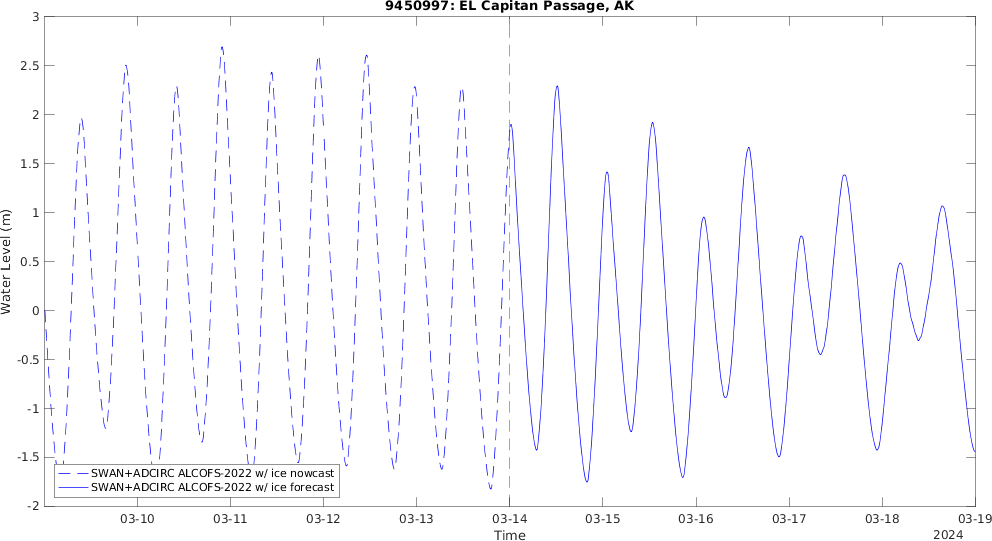 9450997: EL Capitan Passage, AK
3
2.5
2
1.5
1
0.5
0
-0.5
-1
-1.5
-2
Water Level (m)
SWAN+ADCIRC ALCOFS-2022 w/ ice nowcast
SWAN+ADCIRC ALCOFS-2022 w/ ice forecast
03-10 03-11 03-12 03-13 03-14 03-15 03-16 03-17 03-18 03-19
Time
2024